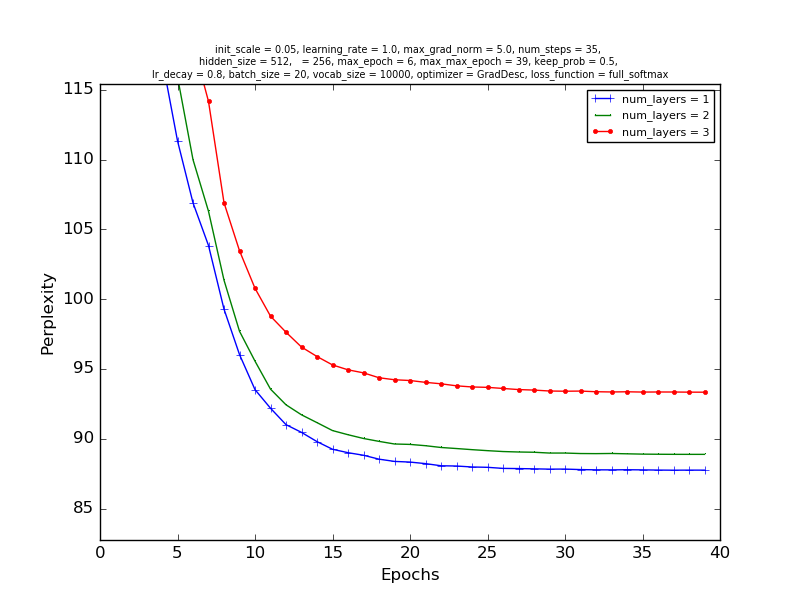 init_scale = 0.05, learning_rate = 1.0, max_grad_norm = 5.0, num_steps = 35,
hidden_size = 512,   = 256, max_epoch = 6, max_max_epoch = 39, keep_prob = 0.5,
lr_decay = 0.8, batch_size = 20, vocab_size = 10000, optimizer = GradDesc, loss_function = full_softmax
num_layers = 1
num_layers = 2
num_layers = 3
115
110
105
100
95
90
85
Perplexity
0 5 10 15 20 25 30 35 40
Epochs